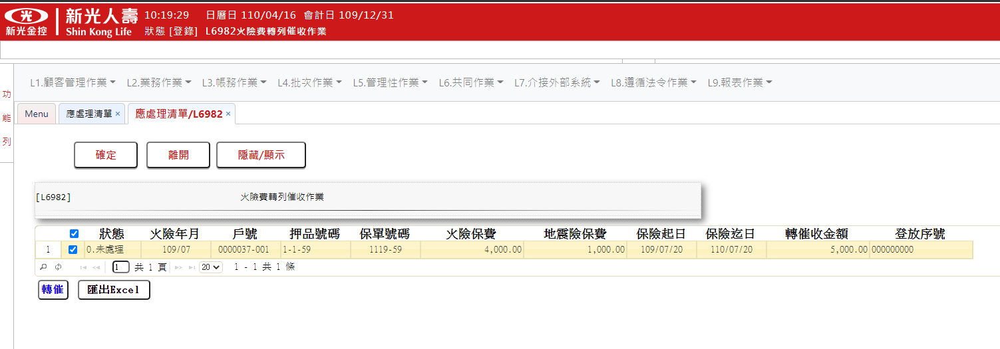 新光金控
新光人壽
Shin Kong Life
10:19:29 日曆日 110/04/16 會計日 109/12/31
狀態 [登錄] L6982火險費轉列催收作業
功能列
L1.顧客管理作業 L2.業務作業 L3.帳務作業 L4.批次作業 L5.管理性作業 L6.共同作業 L7.介接外部系統 L8.遵循法令作業 L9.報表作業
Menu 應處理清單 × 應處理清單/L6982 ×
確定 離開 隱藏/顯示
[L6982] 火險費轉列催收作業
狀態 火險年月 戶號 押品號碼 保單號碼 火險保費 地震險保費 保險起日 保險迄日 轉催收金額 登放序號
1 0.未處理 109/07 0000037-001 1-1-59 1119-59 4,000.00 1,000.00 109/07/20 110/07/20 5,000.00 000000000
1 共 1 頁 20 1 - 1 共 1 條
轉催 匯出Excel